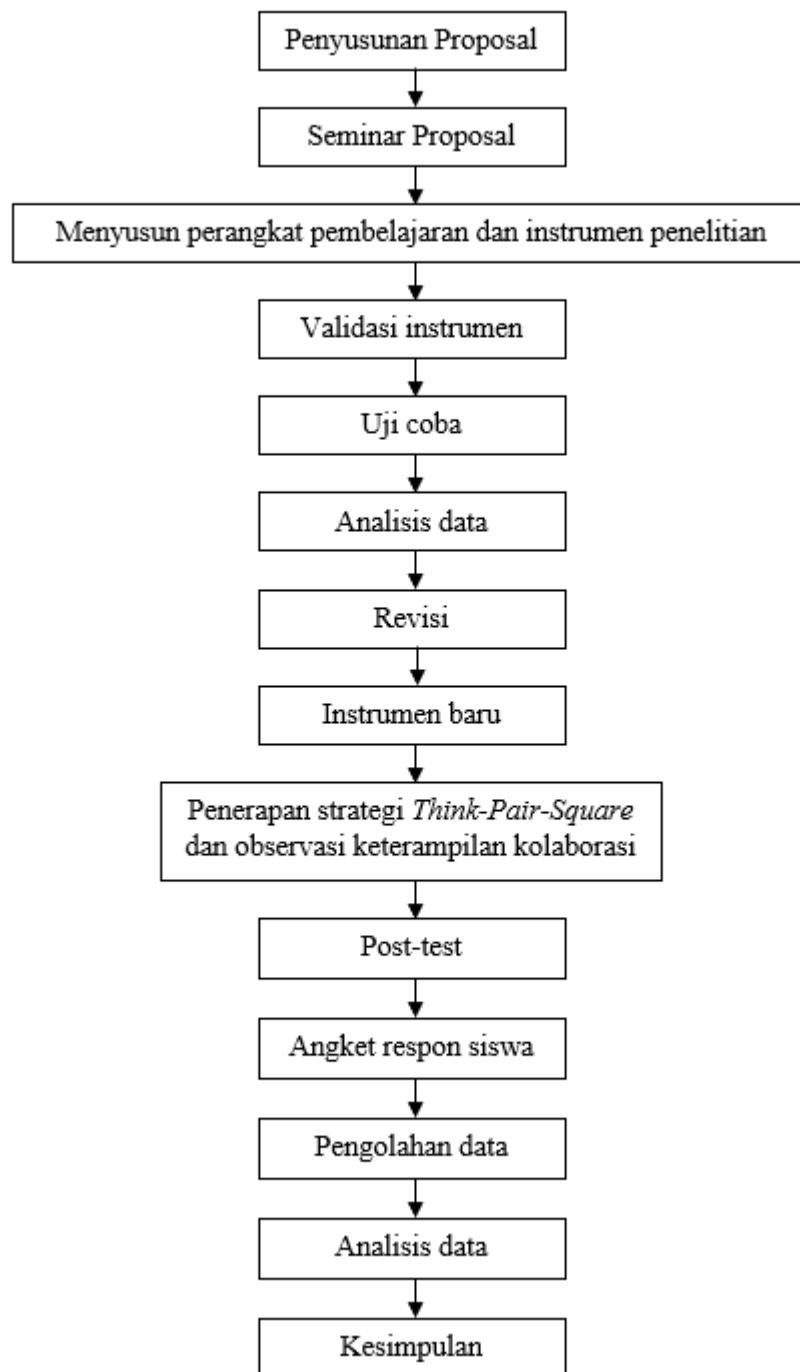 Penyusunan Proposal
Seminar Proposal
Menyusun perangkat pembelajaran dan instrumen penelitian
Validasi instrumen
Uji coba
Analisis data
Revisi
Instrumen baru
Penerapan strategi Think-Pair-Square
dan observasi keterampilan kolaborasi
Post-test
Angket respon siswa
Pengolahan data
Analisis data
Kesimpulan